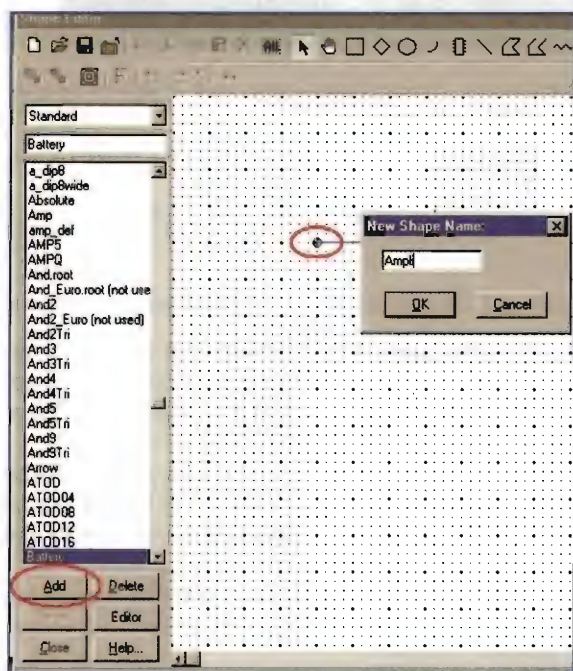 Shape Editor
Standard
Battery
a_dip8
a_dip8wide
Absolute
Amp
amp_def
AMP5
AMPQ
And.root
And_Euro.root (not use
And2
And2_Euro (not used)
And2Tri
And3
And3Tri
And4
And4Tri
And5
And5Tri
And9
And9Tri
Arrow
ATOD
ATOD04
ATOD08
ATOD12
ATOD16
Battery
Add
Delete
Editor
Close
Help...
New Shape Name:
OK
Cancel